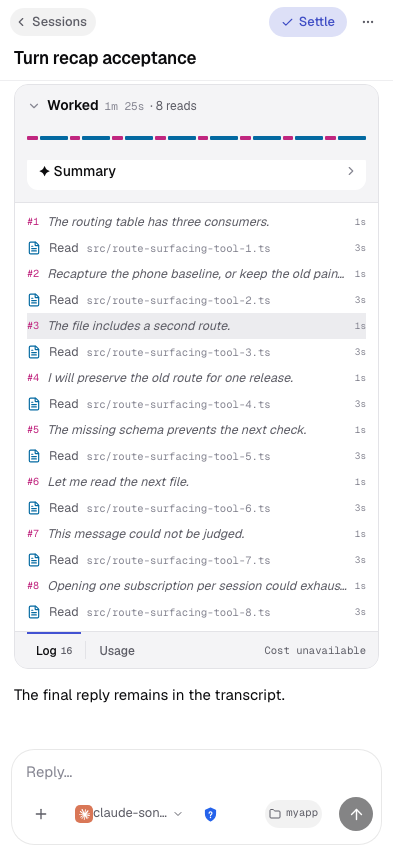 Sessions
Settle
Turn recap acceptance
Worked 1m 25s · 8 reads
Summary
#1 The routing table has three consumers. 1s
Read src/route-surfacing-tool-1.ts 3s
#2 Recapture the phone baseline, or keep the old pain... 1s
Read src/route-surfacing-tool-2.ts 3s
#3 The file includes a second route. 1s
Read src/route-surfacing-tool-3.ts 3s
#4 I will preserve the old route for one release. 1s
Read src/route-surfacing-tool-4.ts 3s
#5 The missing schema prevents the next check. 1s
Read src/route-surfacing-tool-5.ts 3s
#6 Let me read the next file. 1s
Read src/route-surfacing-tool-6.ts 3s
#7 This message could not be judged. 1s
Read src/route-surfacing-tool-7.ts 3s
#8 Opening one subscription per session could exhaus... 1s
Read src/route-surfacing-tool-8.ts 3s
Log 16 Usage Cost unavailable
The final reply remains in the transcript.
Reply...
claude-son... myapp